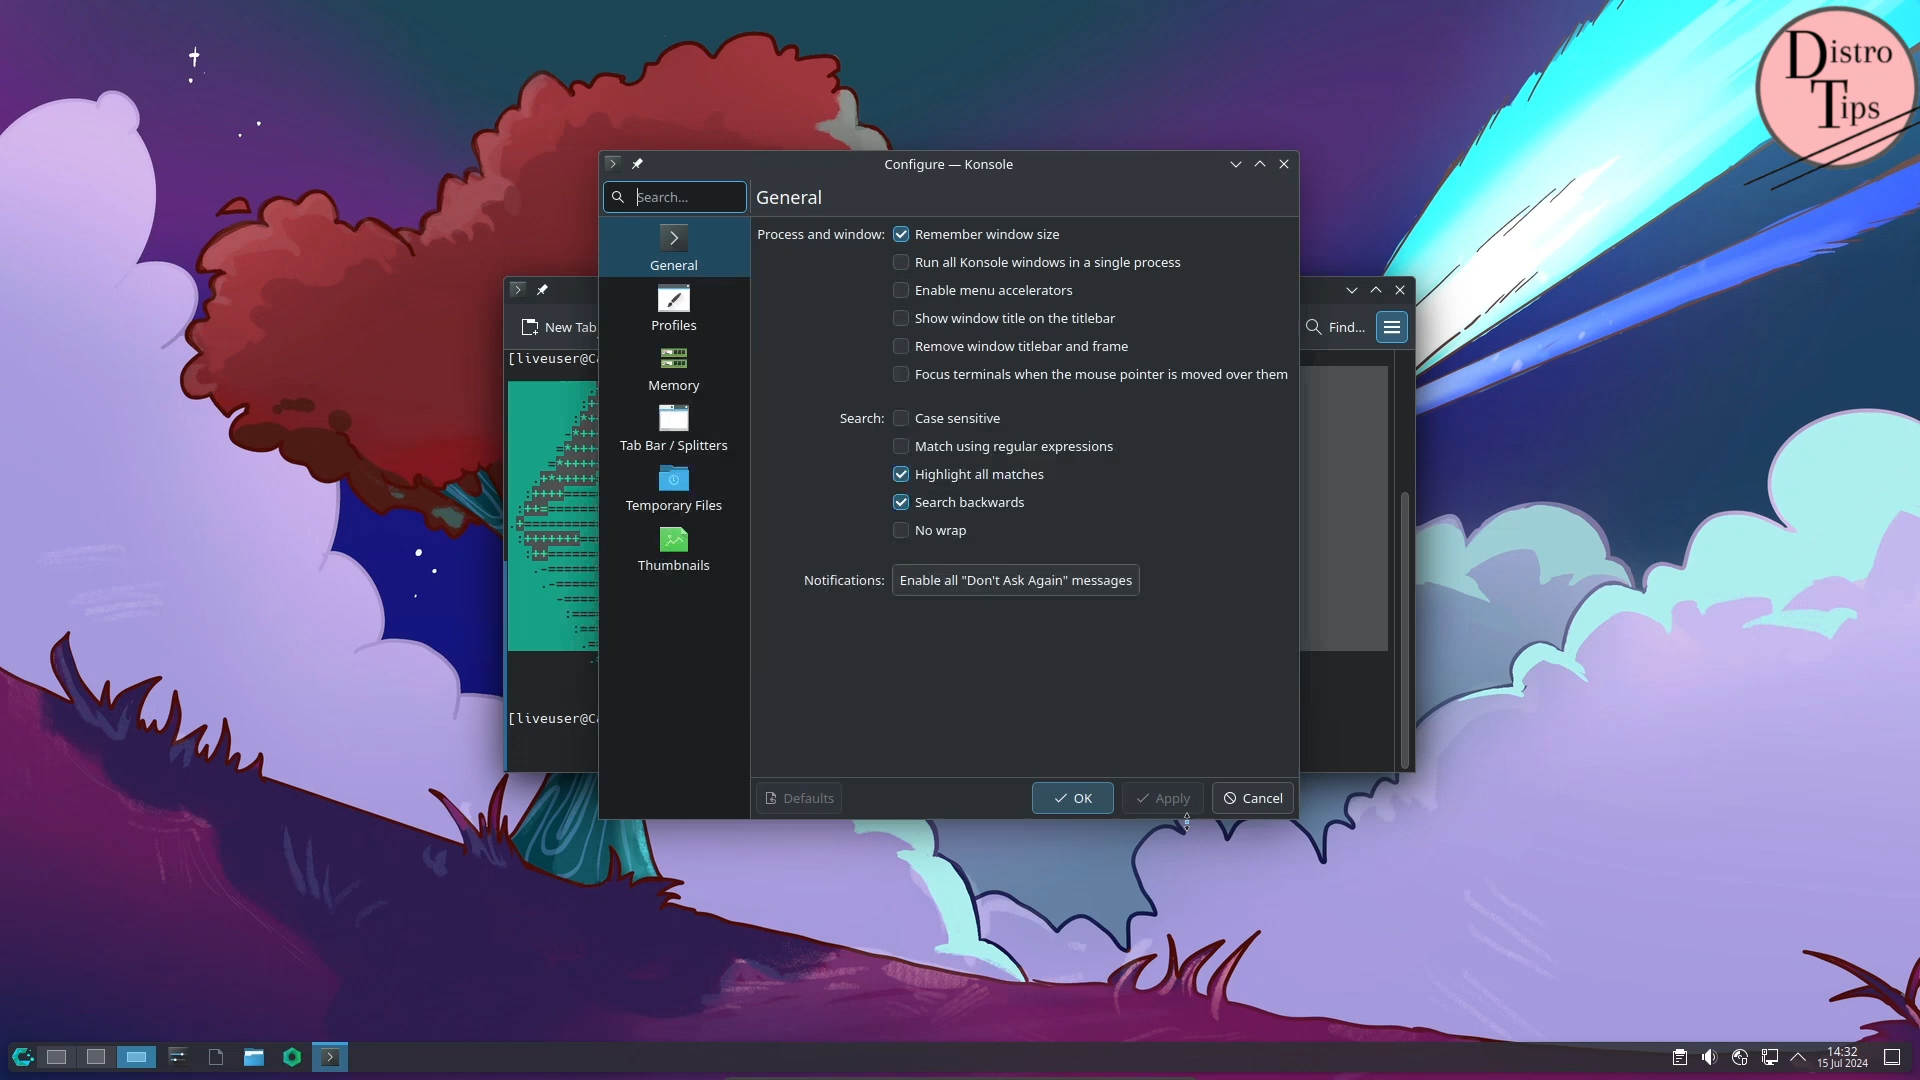 Distro
Tips
Configure — Konsole
Search...
General
General
Profiles
Memory
Tab Bar / Splitters
Temporary Files
Thumbnails
Process and window:
Remember window size
Run all Konsole windows in a single process
Enable menu accelerators
Show window title on the titlebar
Remove window titlebar and frame
Focus terminals when the mouse pointer is moved over them
Search:
Case sensitive
Match using regular expressions
Highlight all matches
Search backwards
No wrap
Notifications:
Enable all "Don't Ask Again" messages
Defaults
OK
Apply
Cancel
New Tab
Find...
[liveuser@C
[liveuser@C
14:32
15 Jul 2024